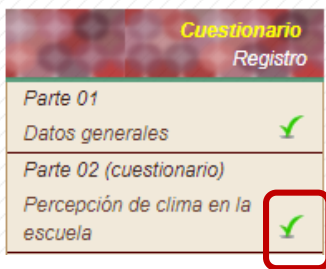 Cuestionario
Registro
Parte 01
Datos generales
Parte 02 (cuestionario)
Percepción de clima en la
escuela